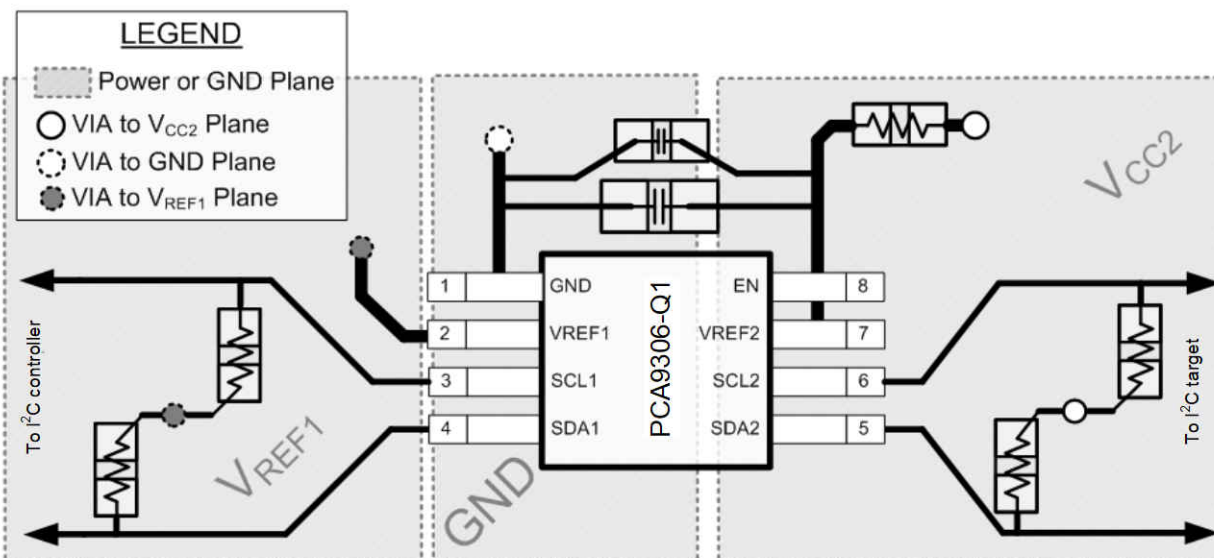 LEGEND
Power or GND Plane
VIA to VCC2 Plane
VIA to GND Plane
VIA to VREF1 Plane
VCC2
1 GND EN 8
2 VREF1 VREF2 7
3 SCL1 SCL2 6
4 SDA1 SDA2 5
PCA9306-Q1
To I²C controller
To I²C target
VREF1
GND